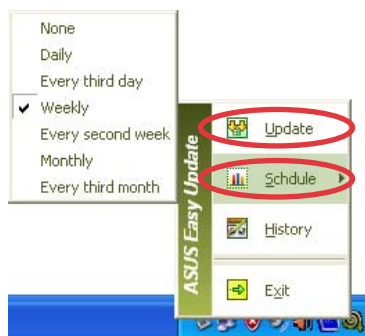 None
Daily
Every third day
Weekly
Every second week
Monthly
Every third month
ASUS Easy Update
Update
Schdule
History
Exit